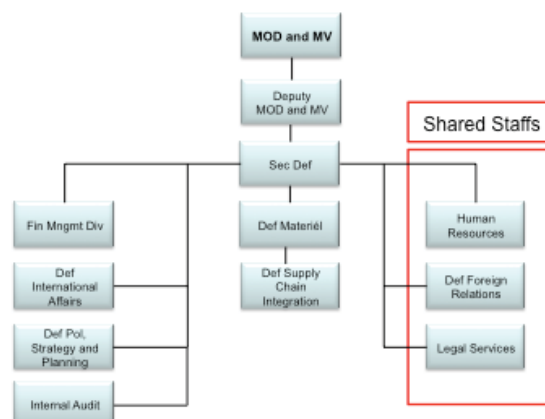 MOD and MV
Deputy
MOD and MV
Shared Staffs
Sec Def
Fin Mngmt Div
Def Materiél
Human
Resources
Def
International
Affairs
Def Supply
Chain
Integration
Def Foreign
Relations
Def Pol,
Strategy and
Planning
Legal Services
Internal Audit